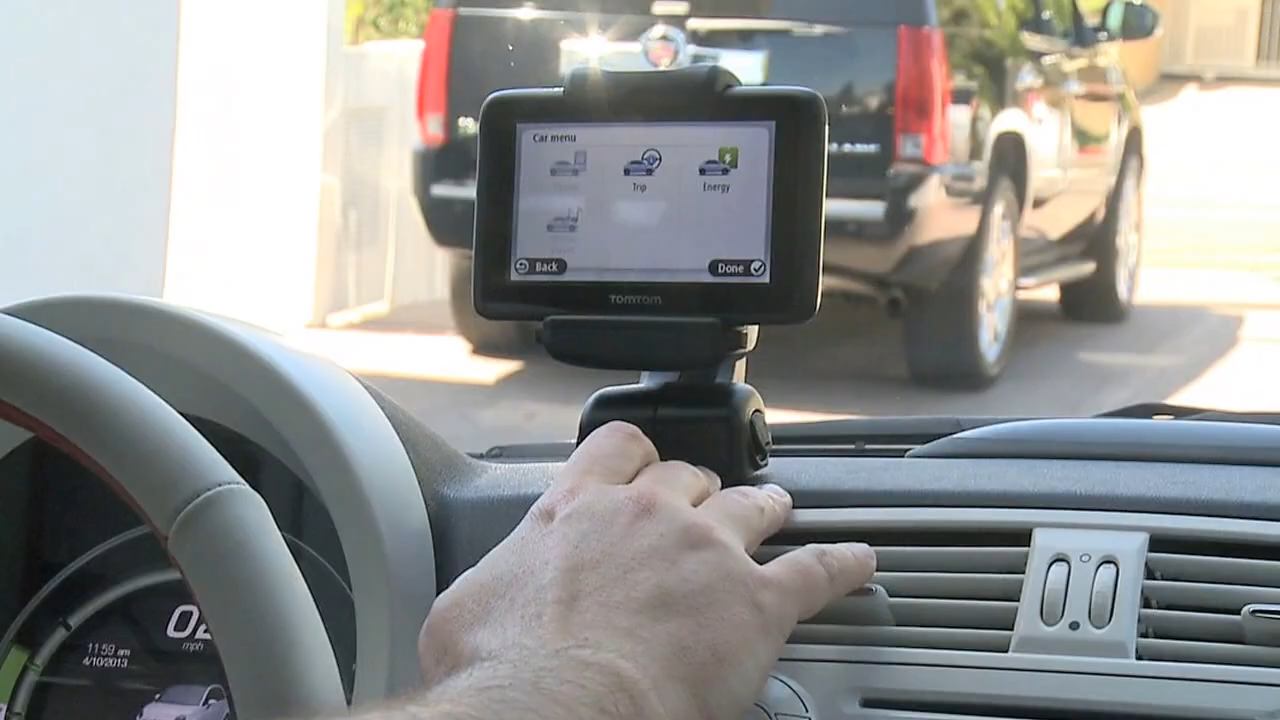 Car menu
Trip
Energy
Back
Done
TOMTOM
02
mph
11 59 am
4/10/2013